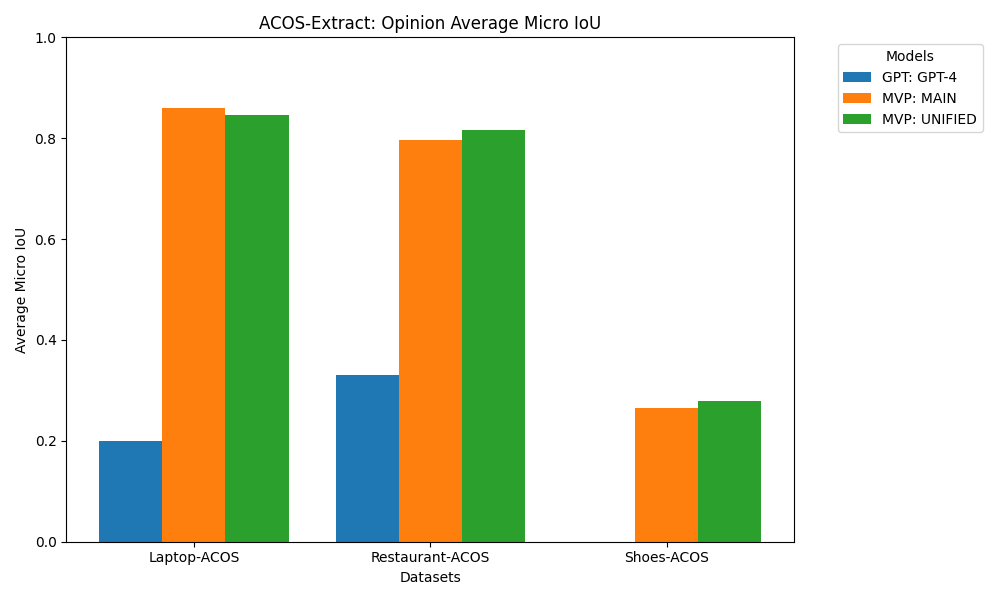 ACOS-Extract: Opinion Average Micro IoU
1.0
0.8
0.6
0.4
0.2
0.0
Average Micro IoU
Laptop-ACOS
Restaurant-ACOS
Shoes-ACOS
Datasets
Models
GPT: GPT-4
MVP: MAIN
MVP: UNIFIED